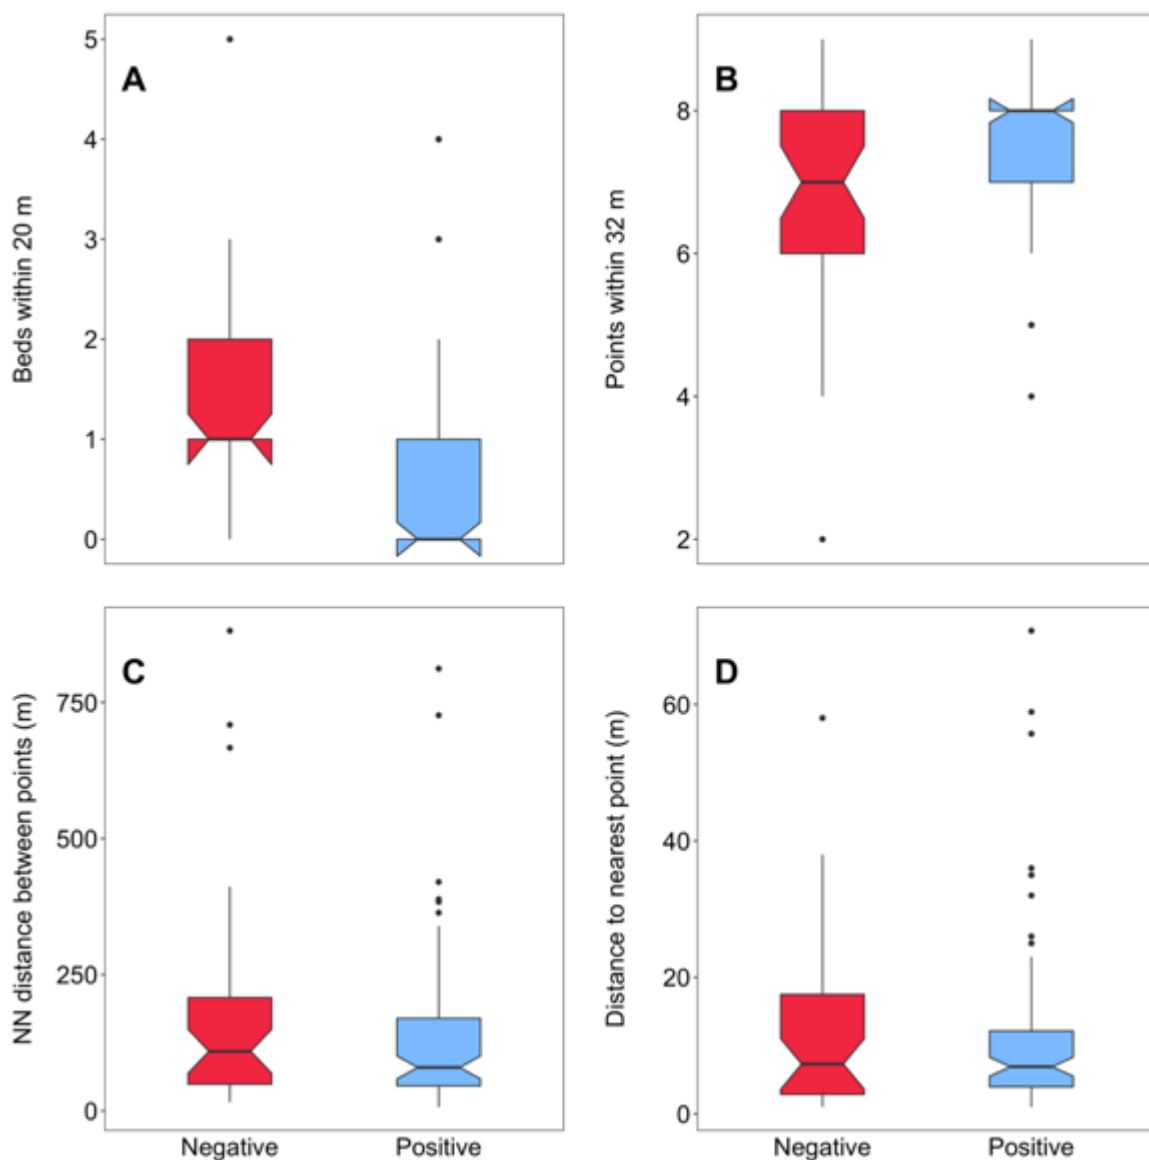 A
Beds within 20 m
5
4
3
2
1
0
B
Points within 32 m
8
6
4
2
C
NN distance between points (m)
750
500
250
0
Negative
Positive
D
Distance to nearest point (m)
60
40
20
0
Negative
Positive